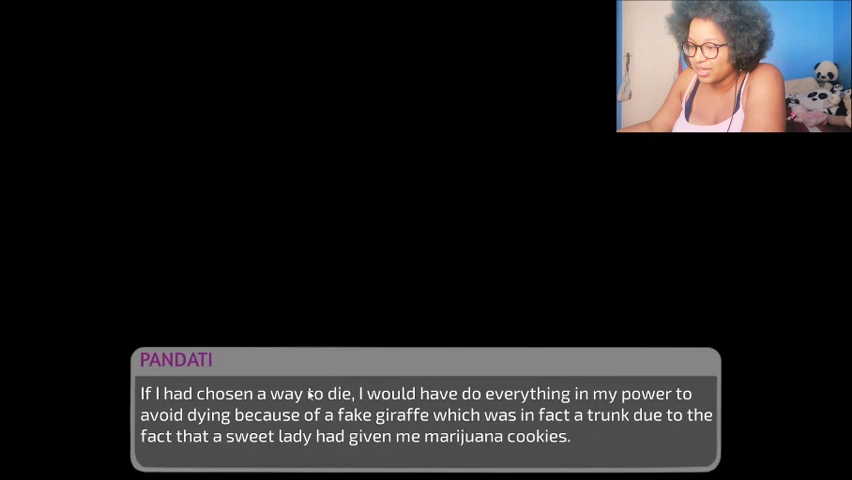 PANDATI
If I had chosen a way to die, I would have do everything in my power to
avoid dying because of a fake giraffe which was in fact a trunk due to the
fact that a sweet lady had given me marijuana cookies.